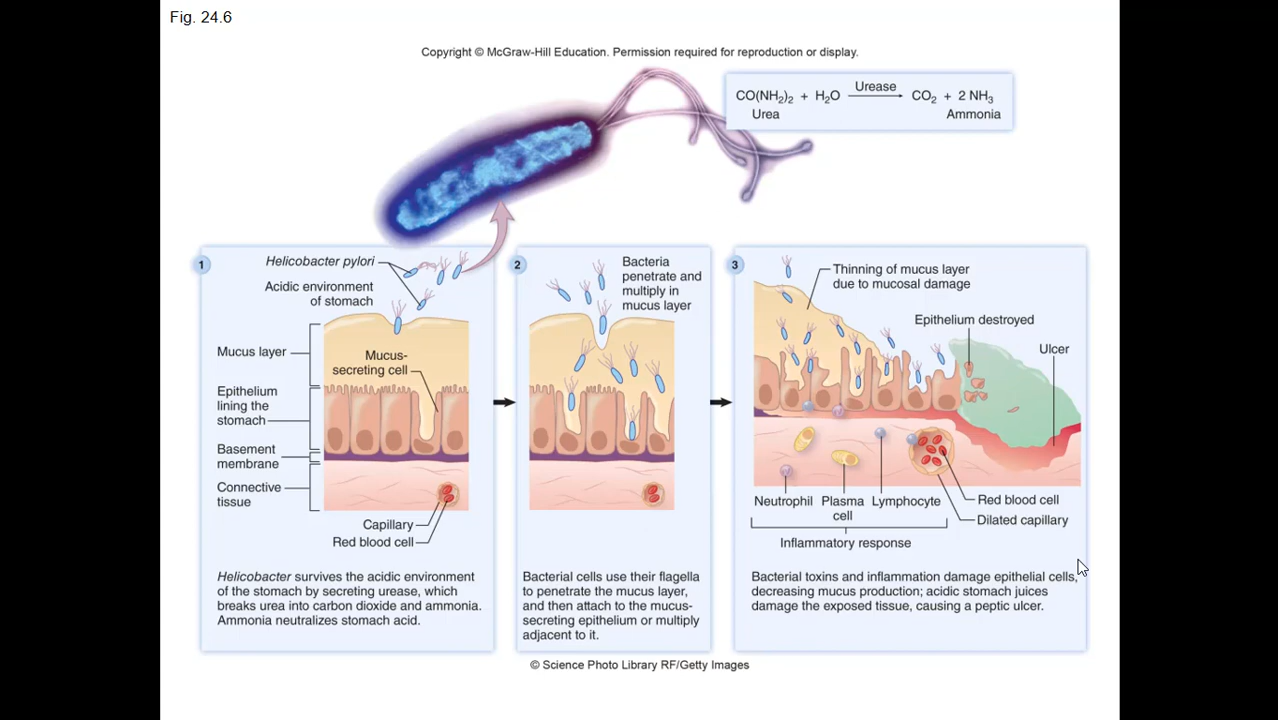 Fig. 24.6
Copyright © McGraw-Hill Education. Permission required for reproduction or display.
CO(NH₂)₂ + H₂O Urease CO₂ + 2 NH₃
Urea Ammonia
1
Helicobacter pylori
Acidic environment
of stomach
Mucus layer
Mucus-
secreting cell
Epithelium
lining the
stomach
Basement
membrane
Connective
tissue
Capillary
Red blood cell
Helicobacter survives the acidic environment
of the stomach by secreting urease, which
breaks urea into carbon dioxide and ammonia.
Ammonia neutralizes stomach acid.
2
Bacteria
penetrate and
multiply in
mucus layer
Bacterial cells use their flagella
to penetrate the mucus layer,
and then attach to the mucus-
secreting epithelium or multiply
adjacent to it.
3
Thinning of mucus layer
due to mucosal damage
Epithelium destroyed
Ulcer
Neutrophil
Plasma
cell
Lymphocyte
Red blood cell
Dilated capillary
Inflammatory response
Bacterial toxins and inflammation damage epithelial cells,
decreasing mucus production; acidic stomach juices
damage the exposed tissue, causing a peptic ulcer.
© Science Photo Library RF/Getty Images